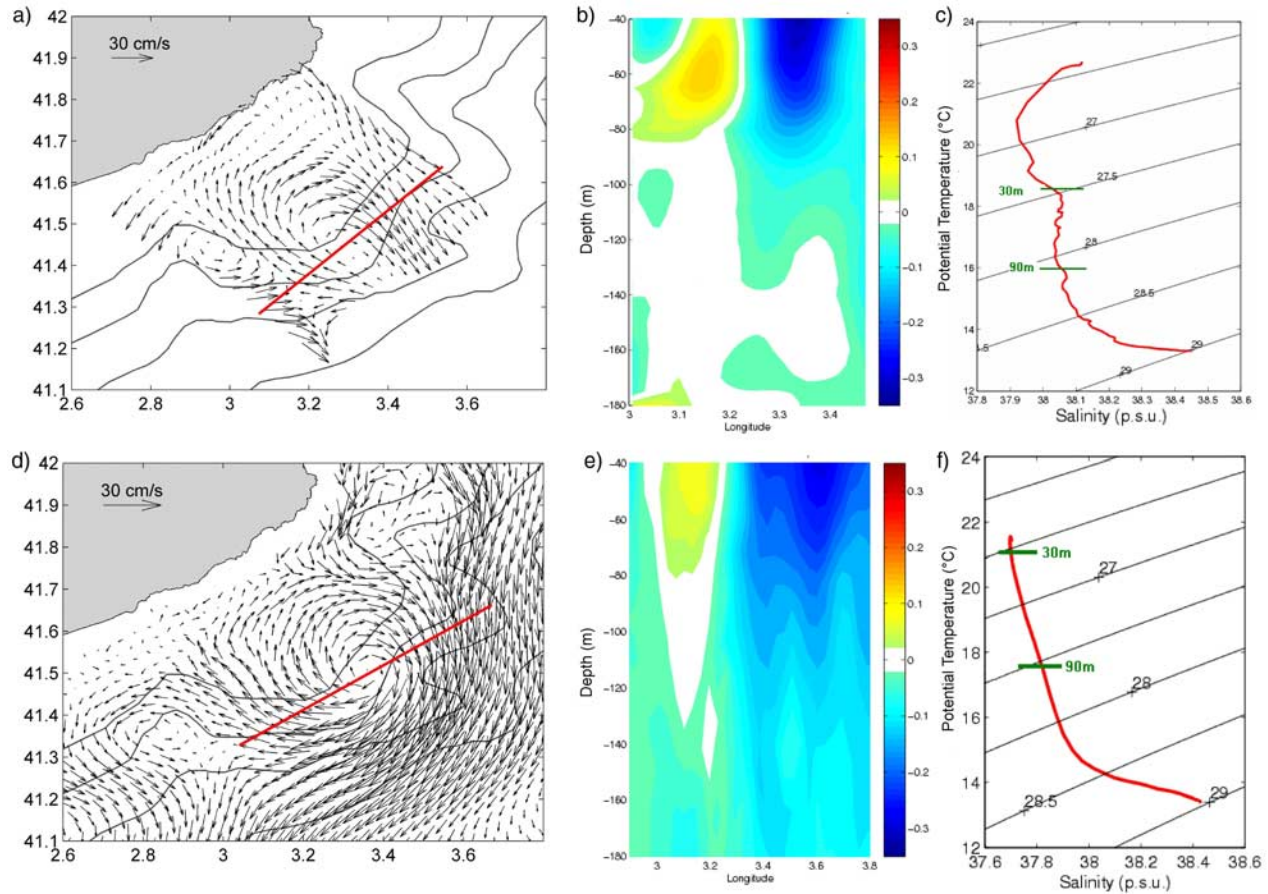 a)
30 cm/s
42
41.9
41.8
41.7
41.6
41.5
41.4
41.3
41.2
41.1
2.6 2.8 3 3.2 3.4 3.6
b)
Depth (m)
-40
-60
-80
-100
-120
-140
-160
-180
3 3.1 3.2 3.3 3.4
Longitude
0.3
0.2
0.1
0
-0.1
-0.2
-0.3
c)
Potential Temperature (°C)
24
22
20
18
16
14
12
27
27.5
30m
28
90m
28.5
29
29
1.5
37.8 37.9 38 38.1 38.2 38.3 38.4 38.5 38.6
Salinity (p.s.u.)
d)
30 cm/s
42
41.9
41.8
41.7
41.6
41.5
41.4
41.3
41.2
41.1
2.6 2.8 3 3.2 3.4 3.6
e)
Depth (m)
-40
-60
-80
-100
-120
-140
-160
-180
3 3.2 3.4 3.6 3.8
Longitude
0.3
0.2
0.1
0
-0.1
-0.2
-0.3
f)
Potential Temperature (°C)
24
22
20
18
16
14
12
30m
27
90m
28
28.5
29
37.6 37.8 38 38.2 38.4 38.6
Salinity (p.s.u.)